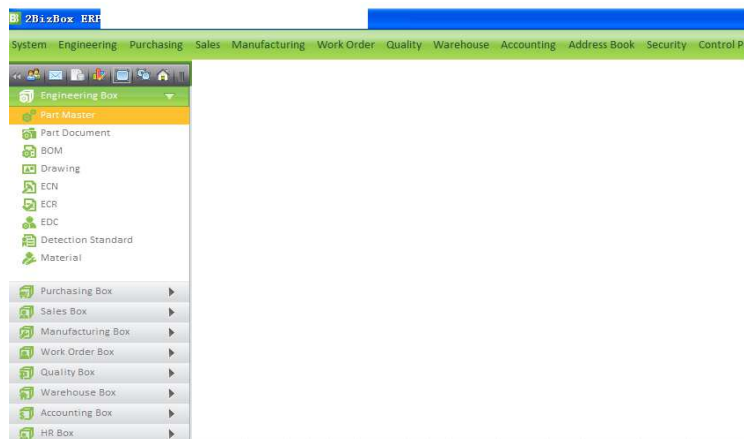 2BizBox ERP
System Engineering Purchasing Sales Manufacturing Work Order Quality Warehouse Accounting Address Book Security Control P
Engineering Box
Part Master
Part Document
BOM
Drawing
ECN
ECR
EDC
Detection Standard
Material
Purchasing Box
Sales Box
Manufacturing Box
Work Order Box
Quality Box
Warehouse Box
Accounting Box
HR Box